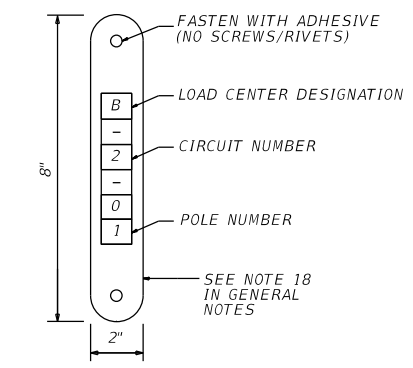 FASTEN WITH ADHESIVE
(NO SCREWS/RIVETS)
B
LOAD CENTER DESIGNATION
–
2
CIRCUIT NUMBER
–
0
1
POLE NUMBER
8"
SEE NOTE 18
IN GENERAL
NOTES
2"